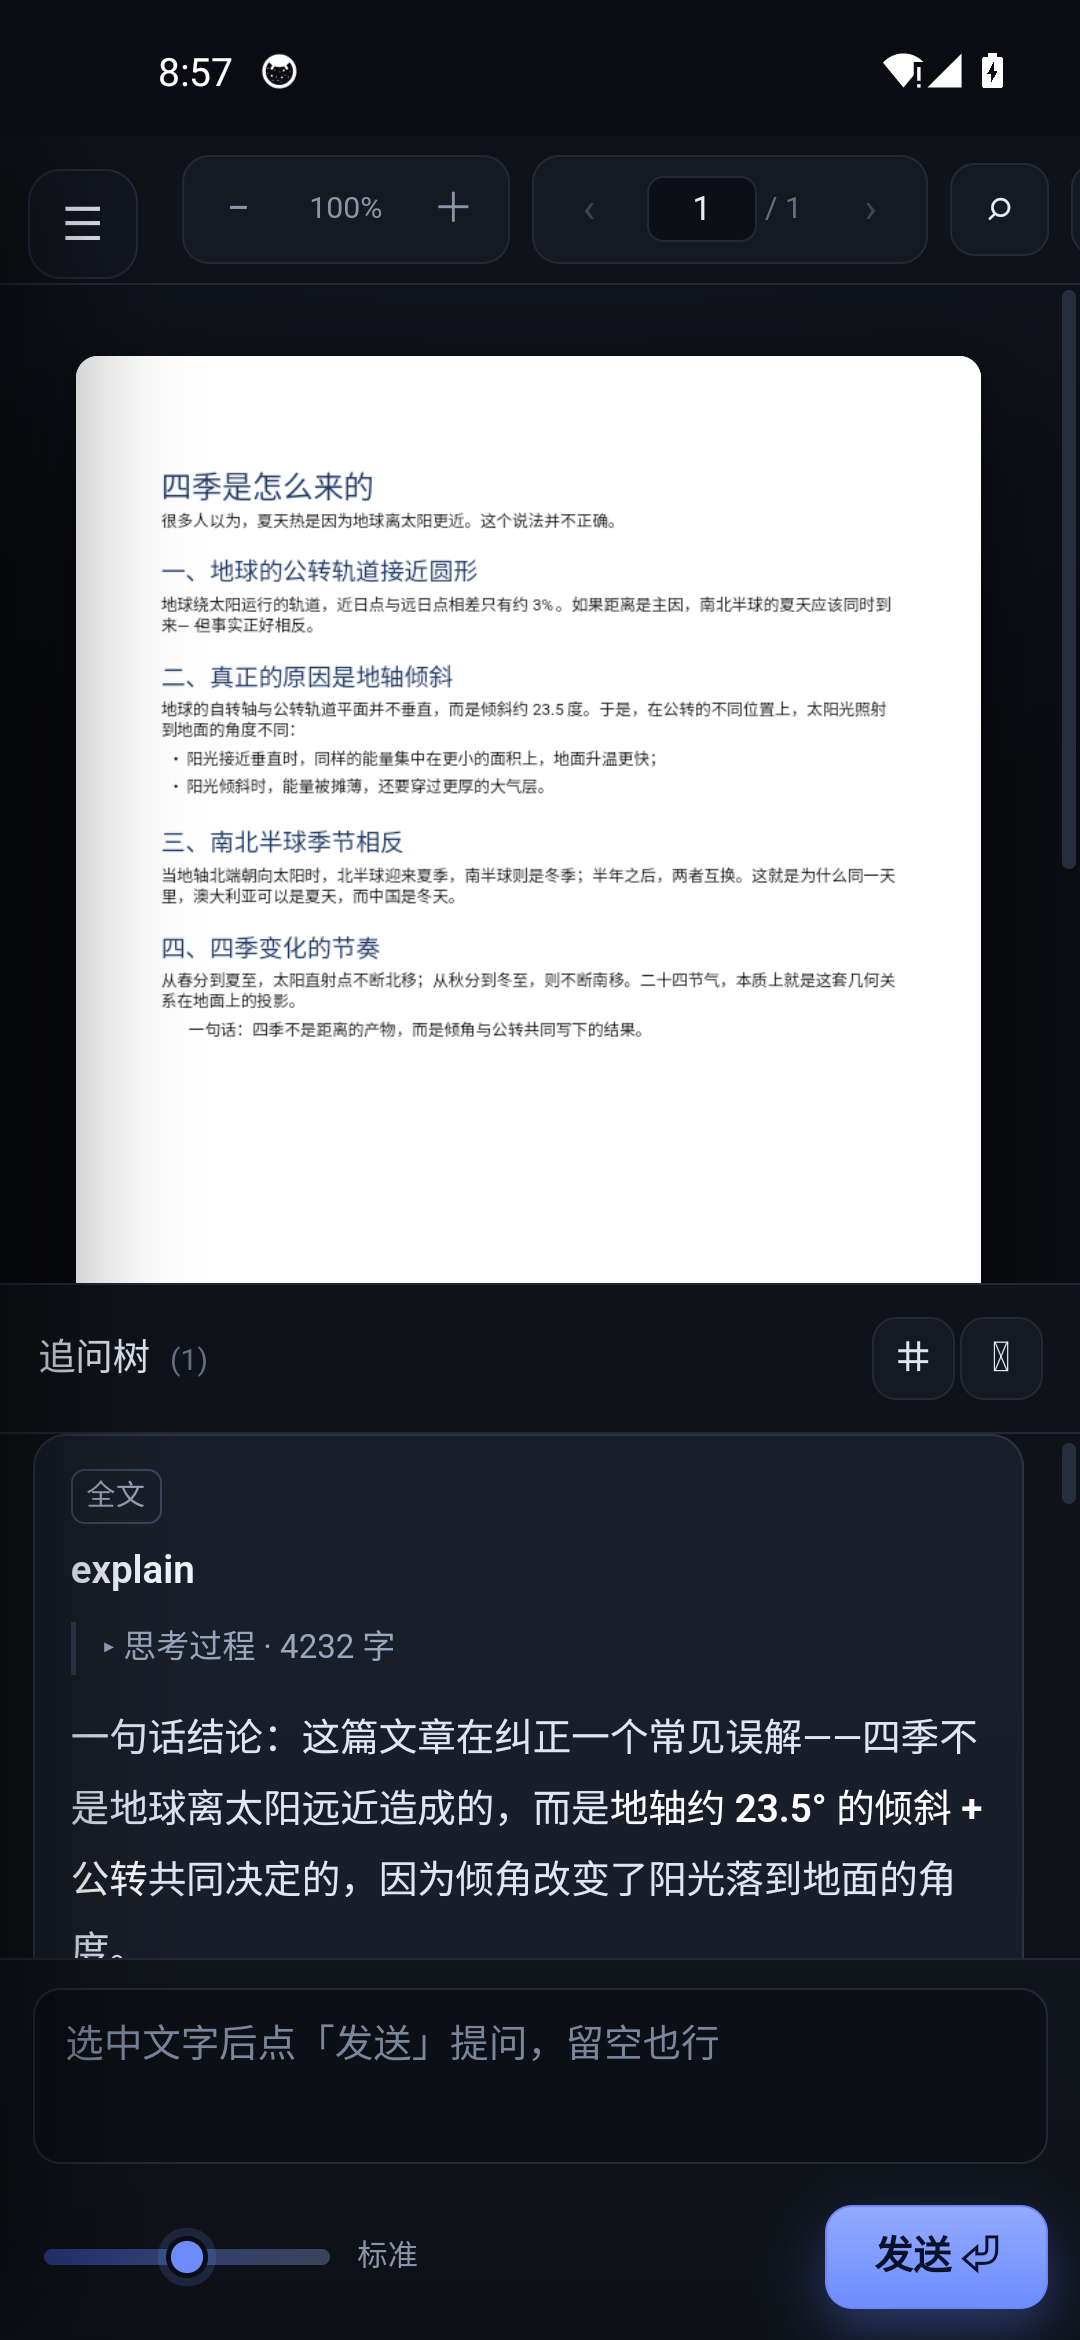 8:57
100%
1 / 1
四季是怎么来的
很多人以为，夏天热是因为地球离太阳更近。这个说法并不正确。
一、地球的公转轨道接近圆形
地球绕太阳运行的轨道，近日点与远日点相差只有约 3%。如果距离是主因，南北半球的夏天应该同时到
来— 但事实正好相反。
二、真正的原因是地轴倾斜
地球的自转轴与公转轨道平面并不垂直，而是倾斜约 23.5 度。于是，在公转的不同位置上，太阳光照射
到地面的角度不同：
• 阳光接近垂直时，同样的能量集中在更小的面积上，地面升温更快；
• 阳光倾斜时，能量被摊薄，还要穿过更厚的大气层。
三、南北半球季节相反
当地轴北端朝向太阳时，北半球迎来夏季，南半球则是冬季；半年之后，两者互换。这就是为什么同一天
里，澳大利亚可以是夏天，而中国是冬天。
四、四季变化的节奏
从春分到夏至，太阳直射点不断北移；从秋分到冬至，则不断南移。二十四节气，本质上就是这套几何关
系在地面上的投影。
一句话：四季不是距离的产物，而是倾角与公转共同写下的结果。
追问树 (1)
全文
explain
▸ 思考过程 · 4232 字
一句话结论：这篇文章在纠正一个常见误解——四季不
是地球离太阳远近造成的，而是地轴约 23.5° 的倾斜 +
公转共同决定的，因为倾角改变了阳光落到地面的角
度。
选中文字后点「发送」提问，留空也行
标准
发送